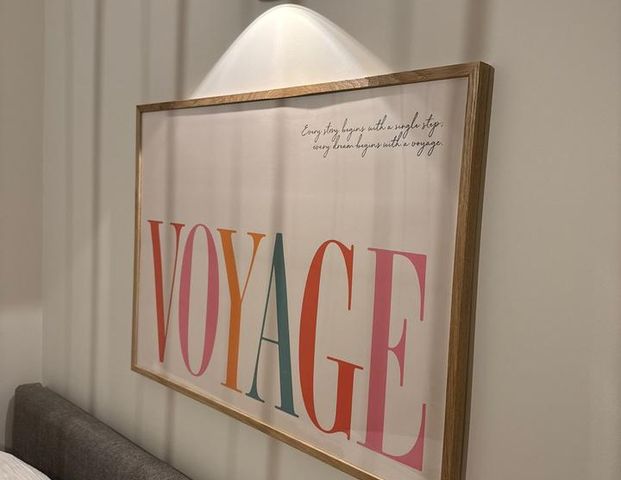 Every story begins with a single step,
every dream begins with a voyage.
VOYAGE